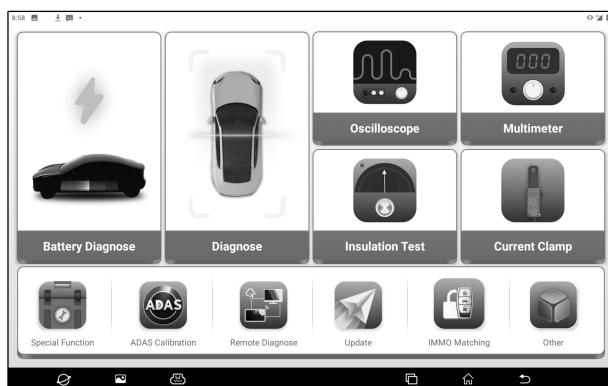 8:58
000
Oscilloscope
Multimeter
Battery Diagnose
Diagnose
Insulation Test
Current Clamp
ADAS
Special Function
ADAS Calibration
Remote Diagnose
Update
IMMO Matching
Other